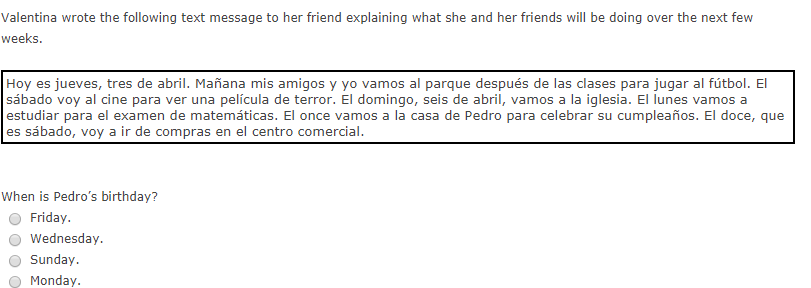 Valentina wrote the following text message to her friend explaining what she and her friends will be doing over the next few
weeks.
Hoy es jueves, tres de abril. Mañana mis amigos y yo vamos al parque después de las clases para jugar al fútbol. El
sábado voy al cine para ver una película de terror. El domingo, seis de abril, vamos a la iglesia. El lunes vamos a
estudiar para el examen de matemáticas. El once vamos a la casa de Pedro para celebrar su cumpleaños. El doce, que
es sábado, voy a ir de compras en el centro comercial.
When is Pedro's birthday?
Friday.
Wednesday.
Sunday.
Monday.